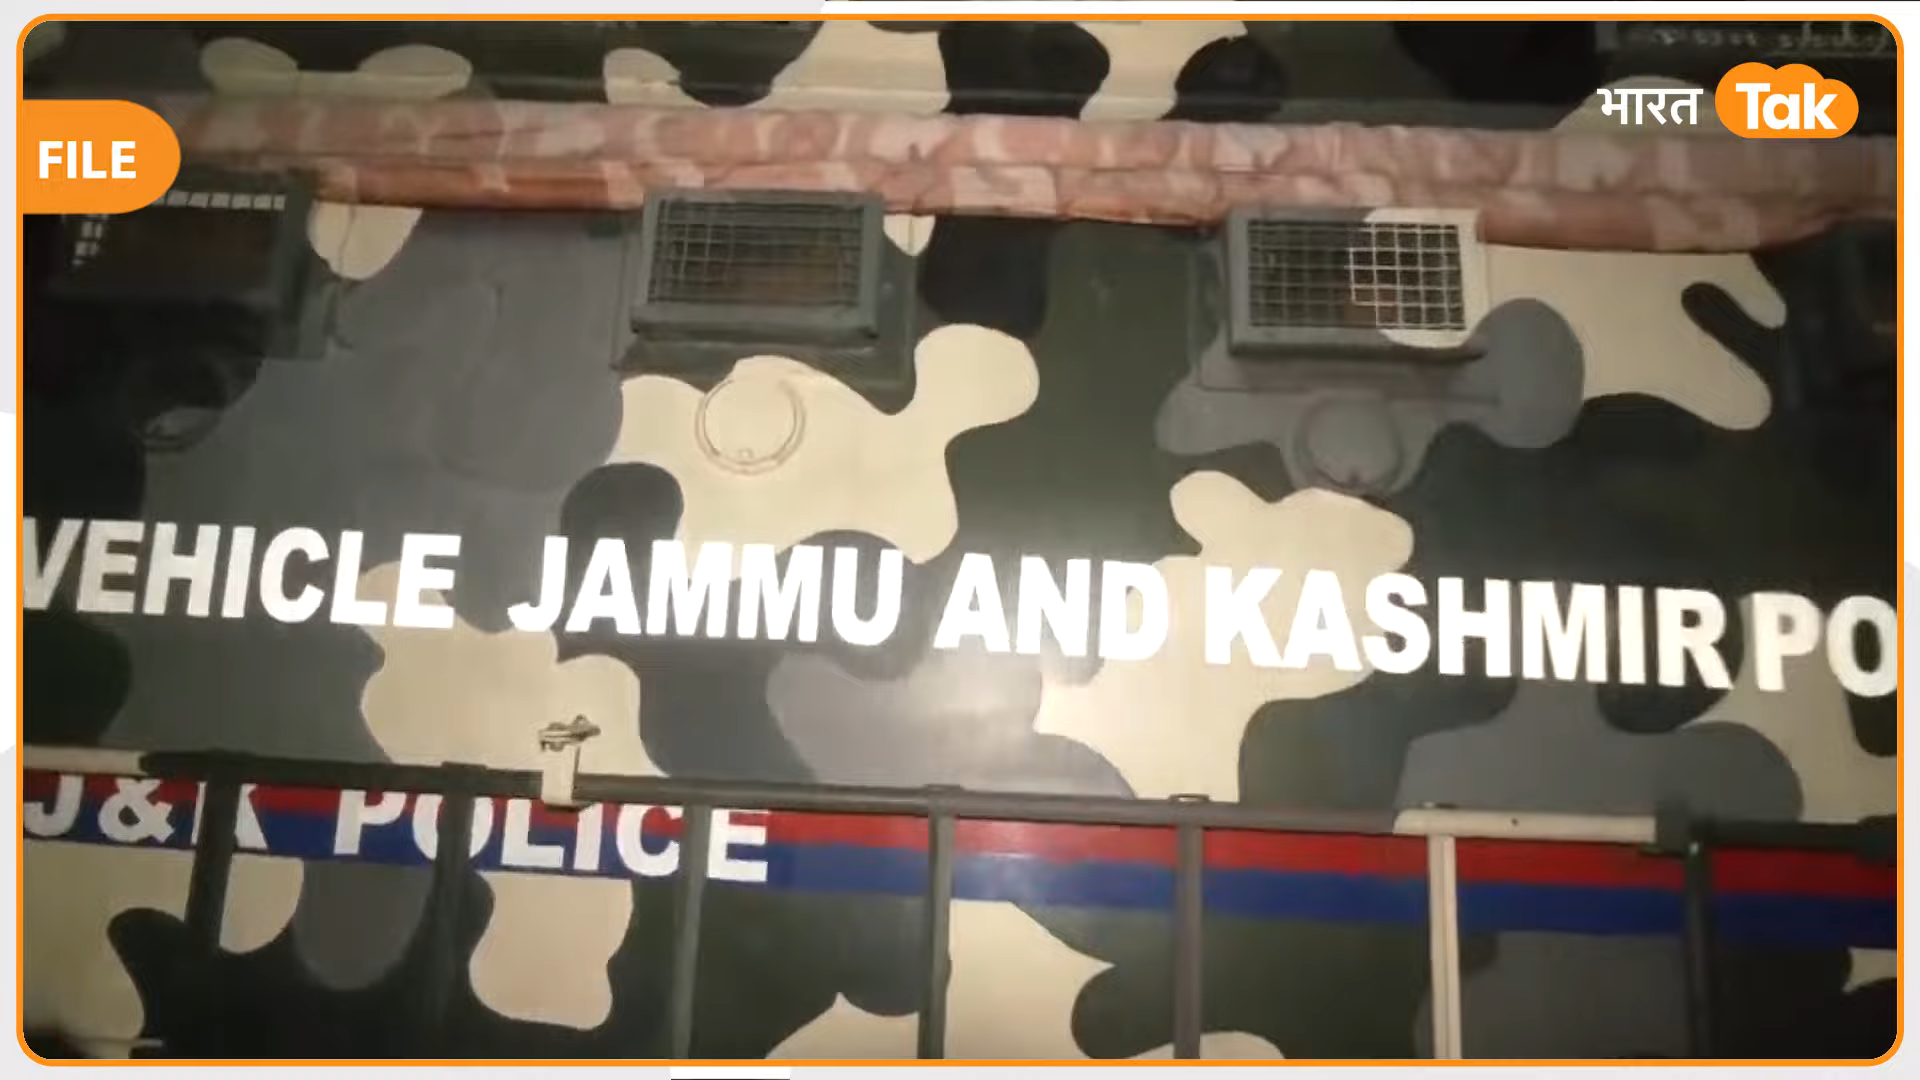 भारत Tak
FILE
VEHICLE JAMMU AND KASHMIR PO
J&K POLICE